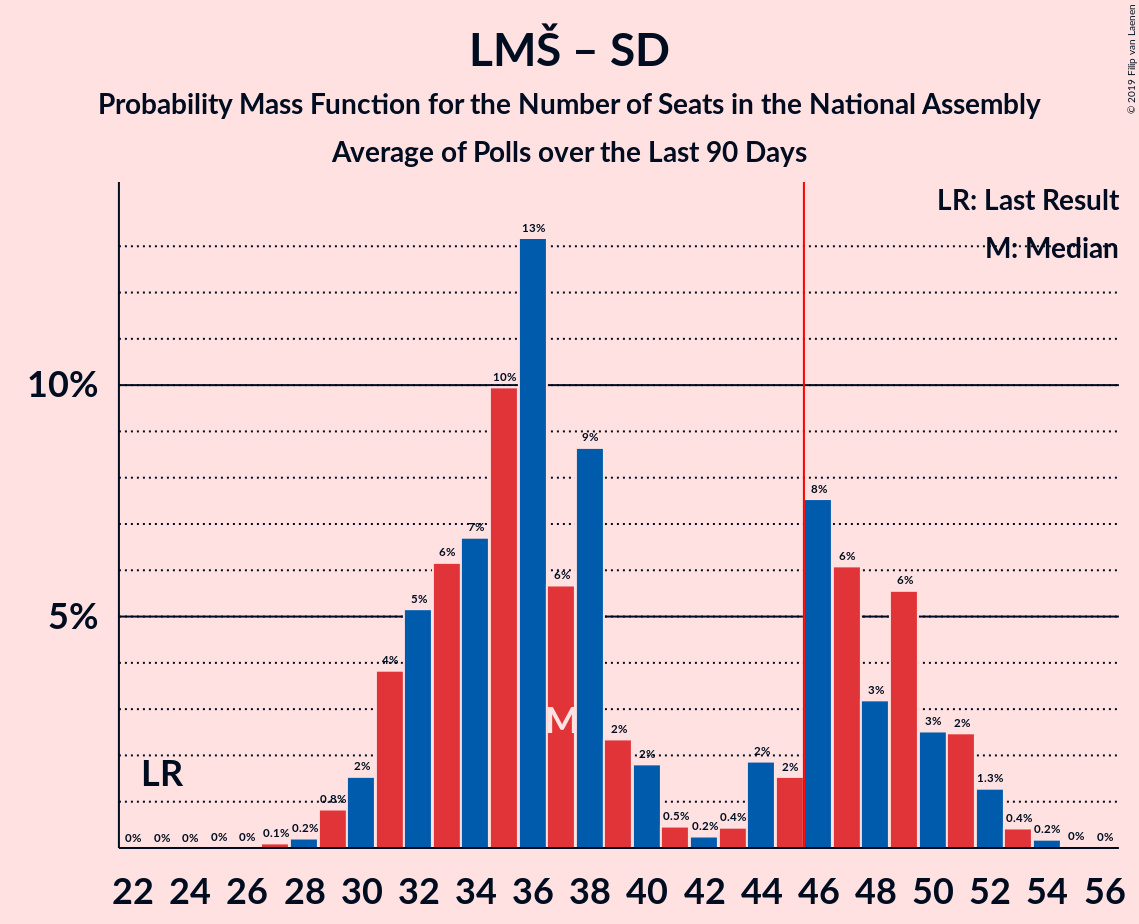 LMŠ – SD
Probability Mass Function for the Number of Seats in the National Assembly
Average of Polls over the Last 90 Days
© 2019 Filip van Laenen
LR: Last Result
M: Median
10%
5%
0% 0% 0% 0% 0% 0.1% 0.2% 0.8% 2% 4% 5% 6% 7% 10% 13% 6% 9% 2% 2% 0.5% 0.2% 0.4% 2% 2% 8% 6% 3% 6% 3% 2% 1.3% 0.4% 0.2% 0% 0%
LR
M
22 24 26 28 30 32 34 36 38 40 42 44 46 48 50 52 54 56